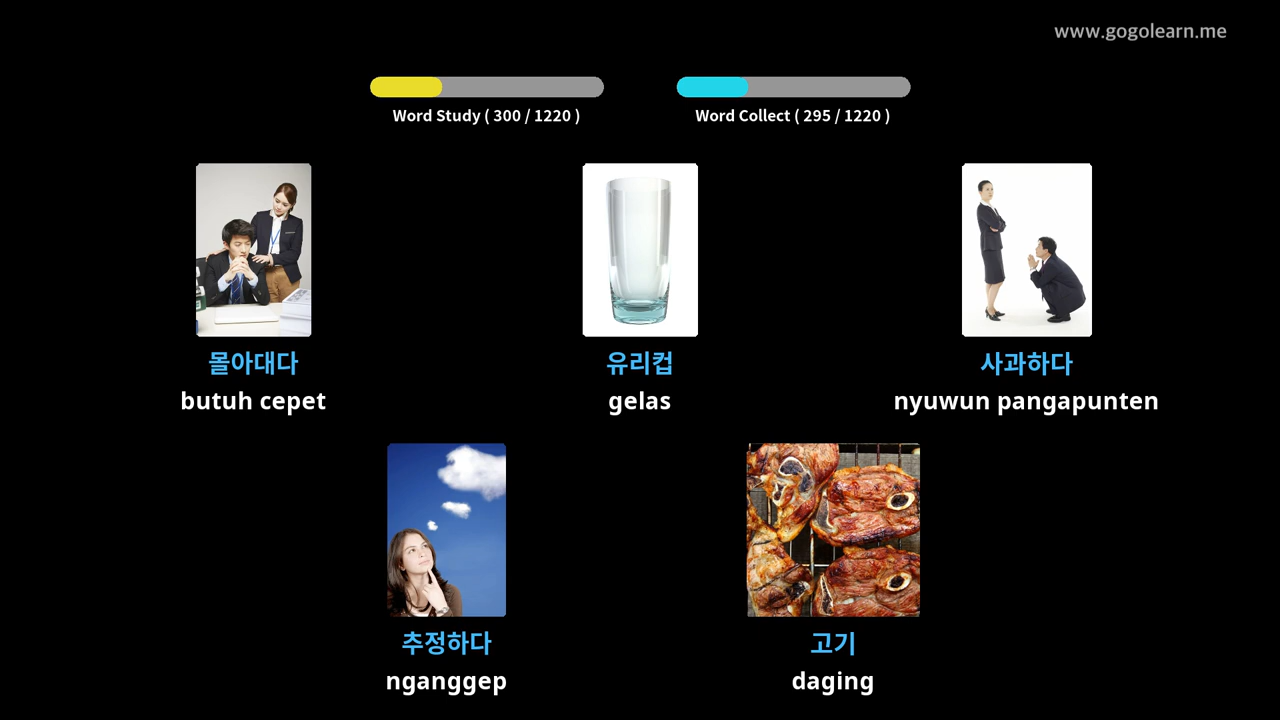 www.gogolearn.me
Word Study ( 300 / 1220 )
Word Collect ( 295 / 1220 )
몰아대다
butuh cepet
유리컵
gelas
사과하다
nyuwun pangapunten
추정하다
nganggep
고기
daging